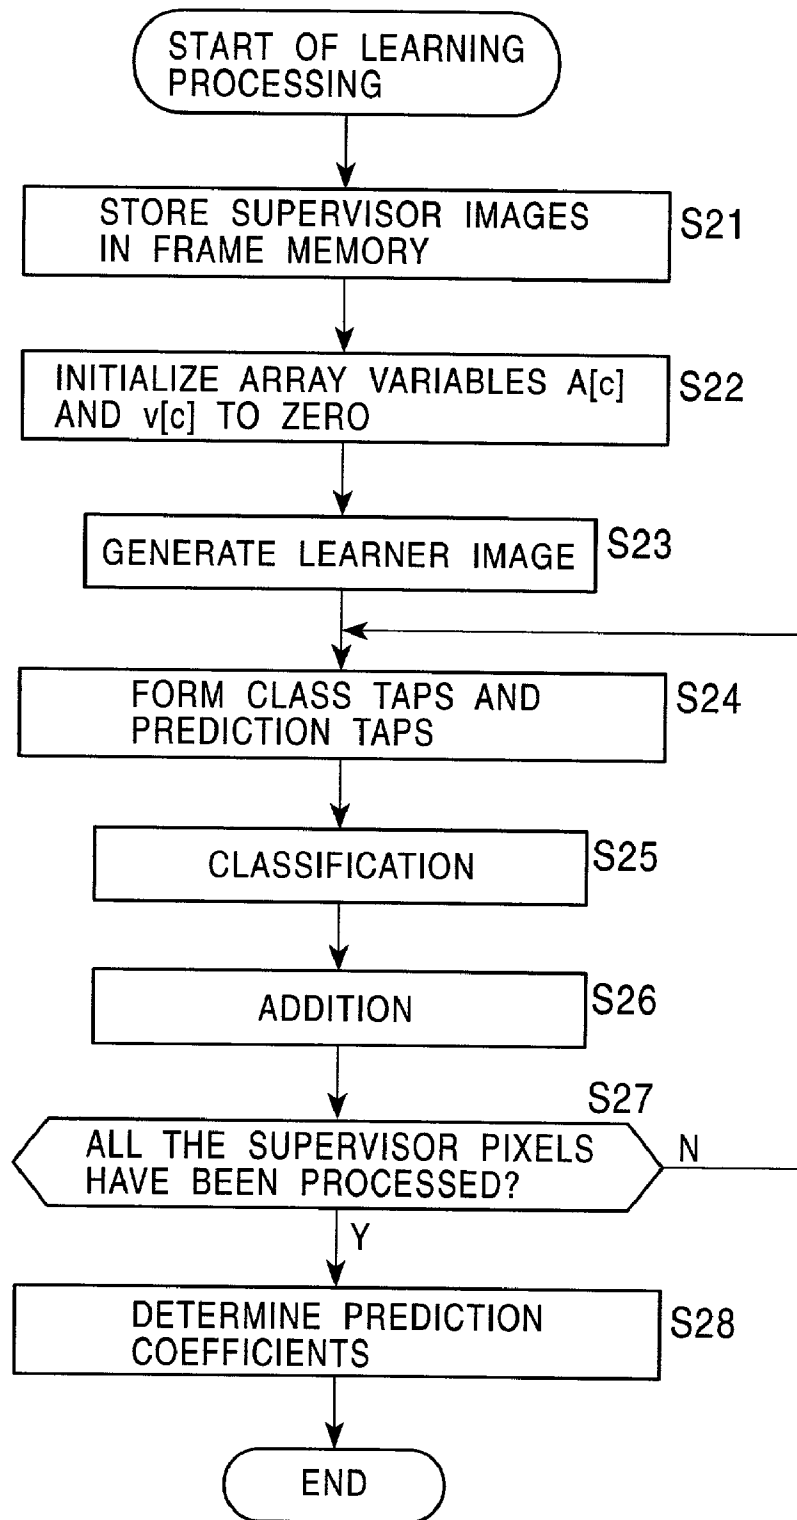 START OF LEARNING
PROCESSING
STORE SUPERVISOR IMAGES
IN FRAME MEMORY
S21
INITIALIZE ARRAY VARIABLES A[c]
AND v[c] TO ZERO
S22
GENERATE LEARNER IMAGE
S23
FORM CLASS TAPS AND
PREDICTION TAPS
S24
CLASSIFICATION
S25
ADDITION
S26
S27
ALL THE SUPERVISOR PIXELS
HAVE BEEN PROCESSED?
N
Y
DETERMINE PREDICTION
COEFFICIENTS
S28
END